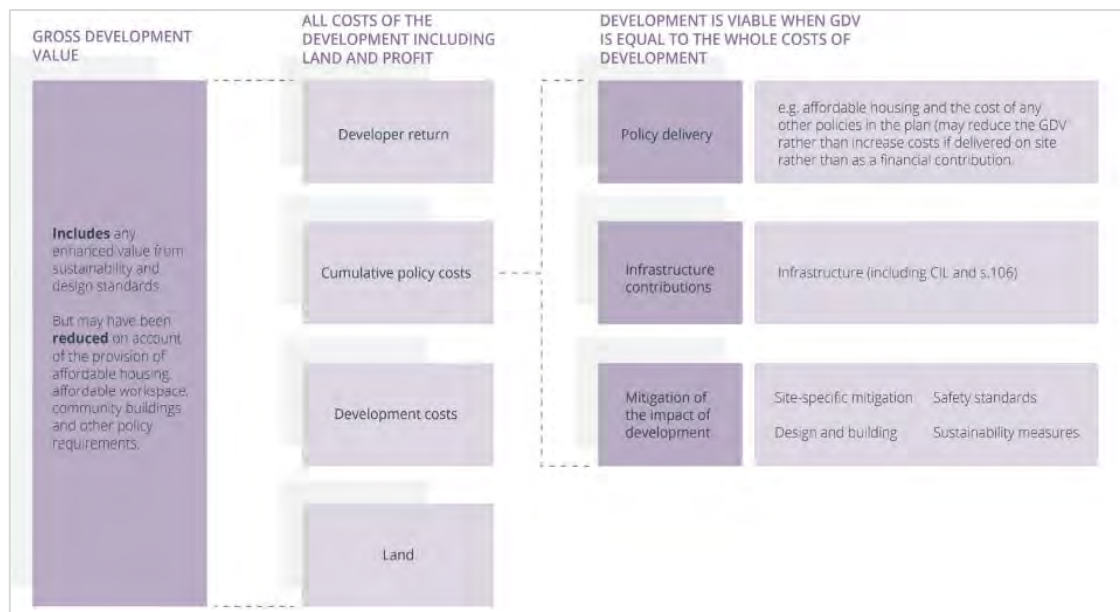 GROSS DEVELOPMENT
VALUE
Includes any
enhanced value from
sustainability and
design standards.
But may have been
reduced on account
of the provision of
affordable housing,
affordable workspace,
community buildings
and other policy
requirements.
ALL COSTS OF THE
DEVELOPMENT INCLUDING
LAND AND PROFIT
Developer return
Cumulative policy costs
Development costs
Land
DEVELOPMENT IS VIABLE WHEN GDV
IS EQUAL TO THE WHOLE COSTS OF
DEVELOPMENT
Policy delivery
e.g. affordable housing and the cost of any
other policies in the plan (may reduce the GDV
rather than increase costs if delivered on site
rather than as a financial contribution.
Infrastructure
contributions
Infrastructure (including CIL and s.106)
Mitigation of
the impact of
development
Site-specific mitigation Safety standards
Design and building Sustainability measures